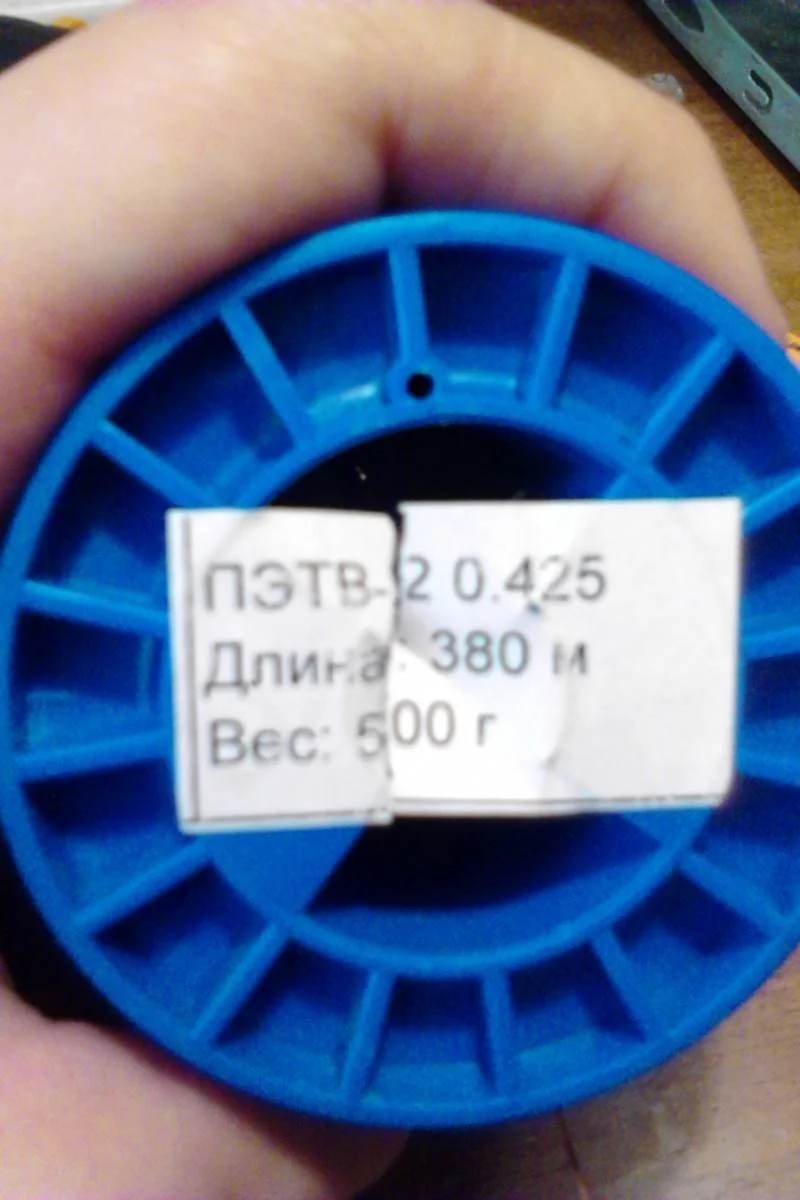 ПЭТВ-2 0.425
Длина: 380 м
Вес: 500 г